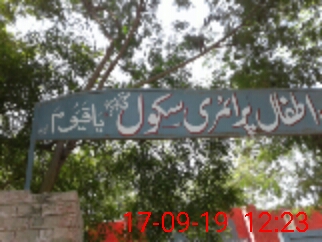 اطفال پرائمری سکول یا قیوم
17-09-19 12:23